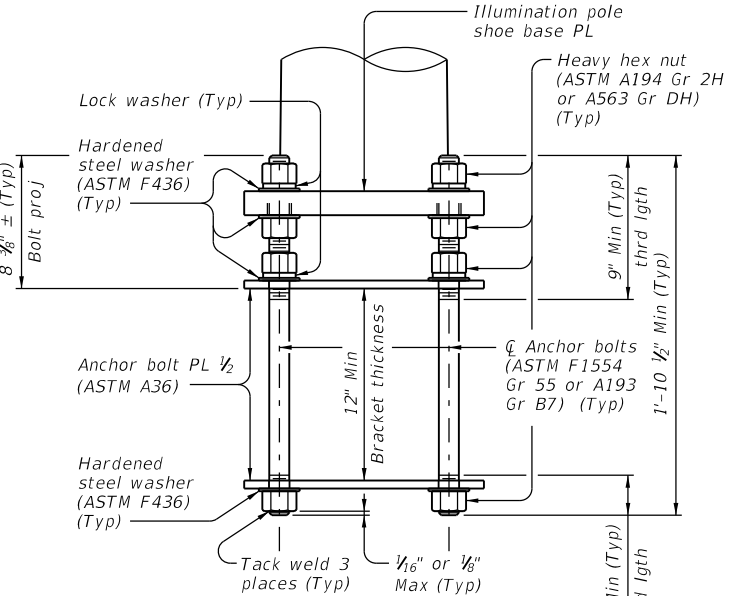 Illumination pole
shoe base PL
Heavy hex nut
(ASTM A194 Gr 2H
or A563 Gr DH)
(Typ)
Lock washer (Typ)
Hardened
steel washer
(ASTM F436)
(Typ)
8 3/8" ± (Typ)
Bolt proj
9" Min (Typ)
thrd lgth
1'-10 1/2" Min (Typ)
Anchor bolt PL 1/2
(ASTM A36)
12" Min
Bracket thickness
℄ Anchor bolts
(ASTM F1554
Gr 55 or A193
Gr B7) (Typ)
Hardened
steel washer
(ASTM F436)
(Typ)
Tack weld 3
places (Typ)
1/16" or 1/8"
Max (Typ)
Min (Typ)
lgth